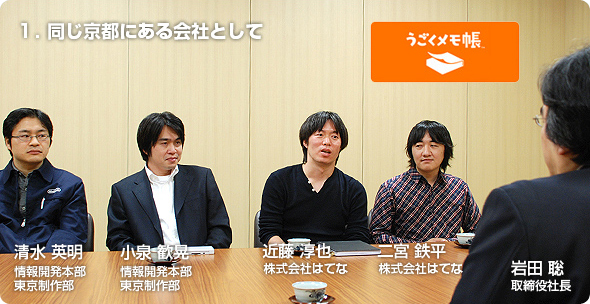 1. 同じ京都にある会社として
うごくメモ帳
清水 英明
情報開発本部
東京制作部
小泉 歓晃
情報開発本部
東京制作部
近藤 淳也
株式会社はてな
二宮 鉄平
株式会社はてな
岩田 聡
取締役社長